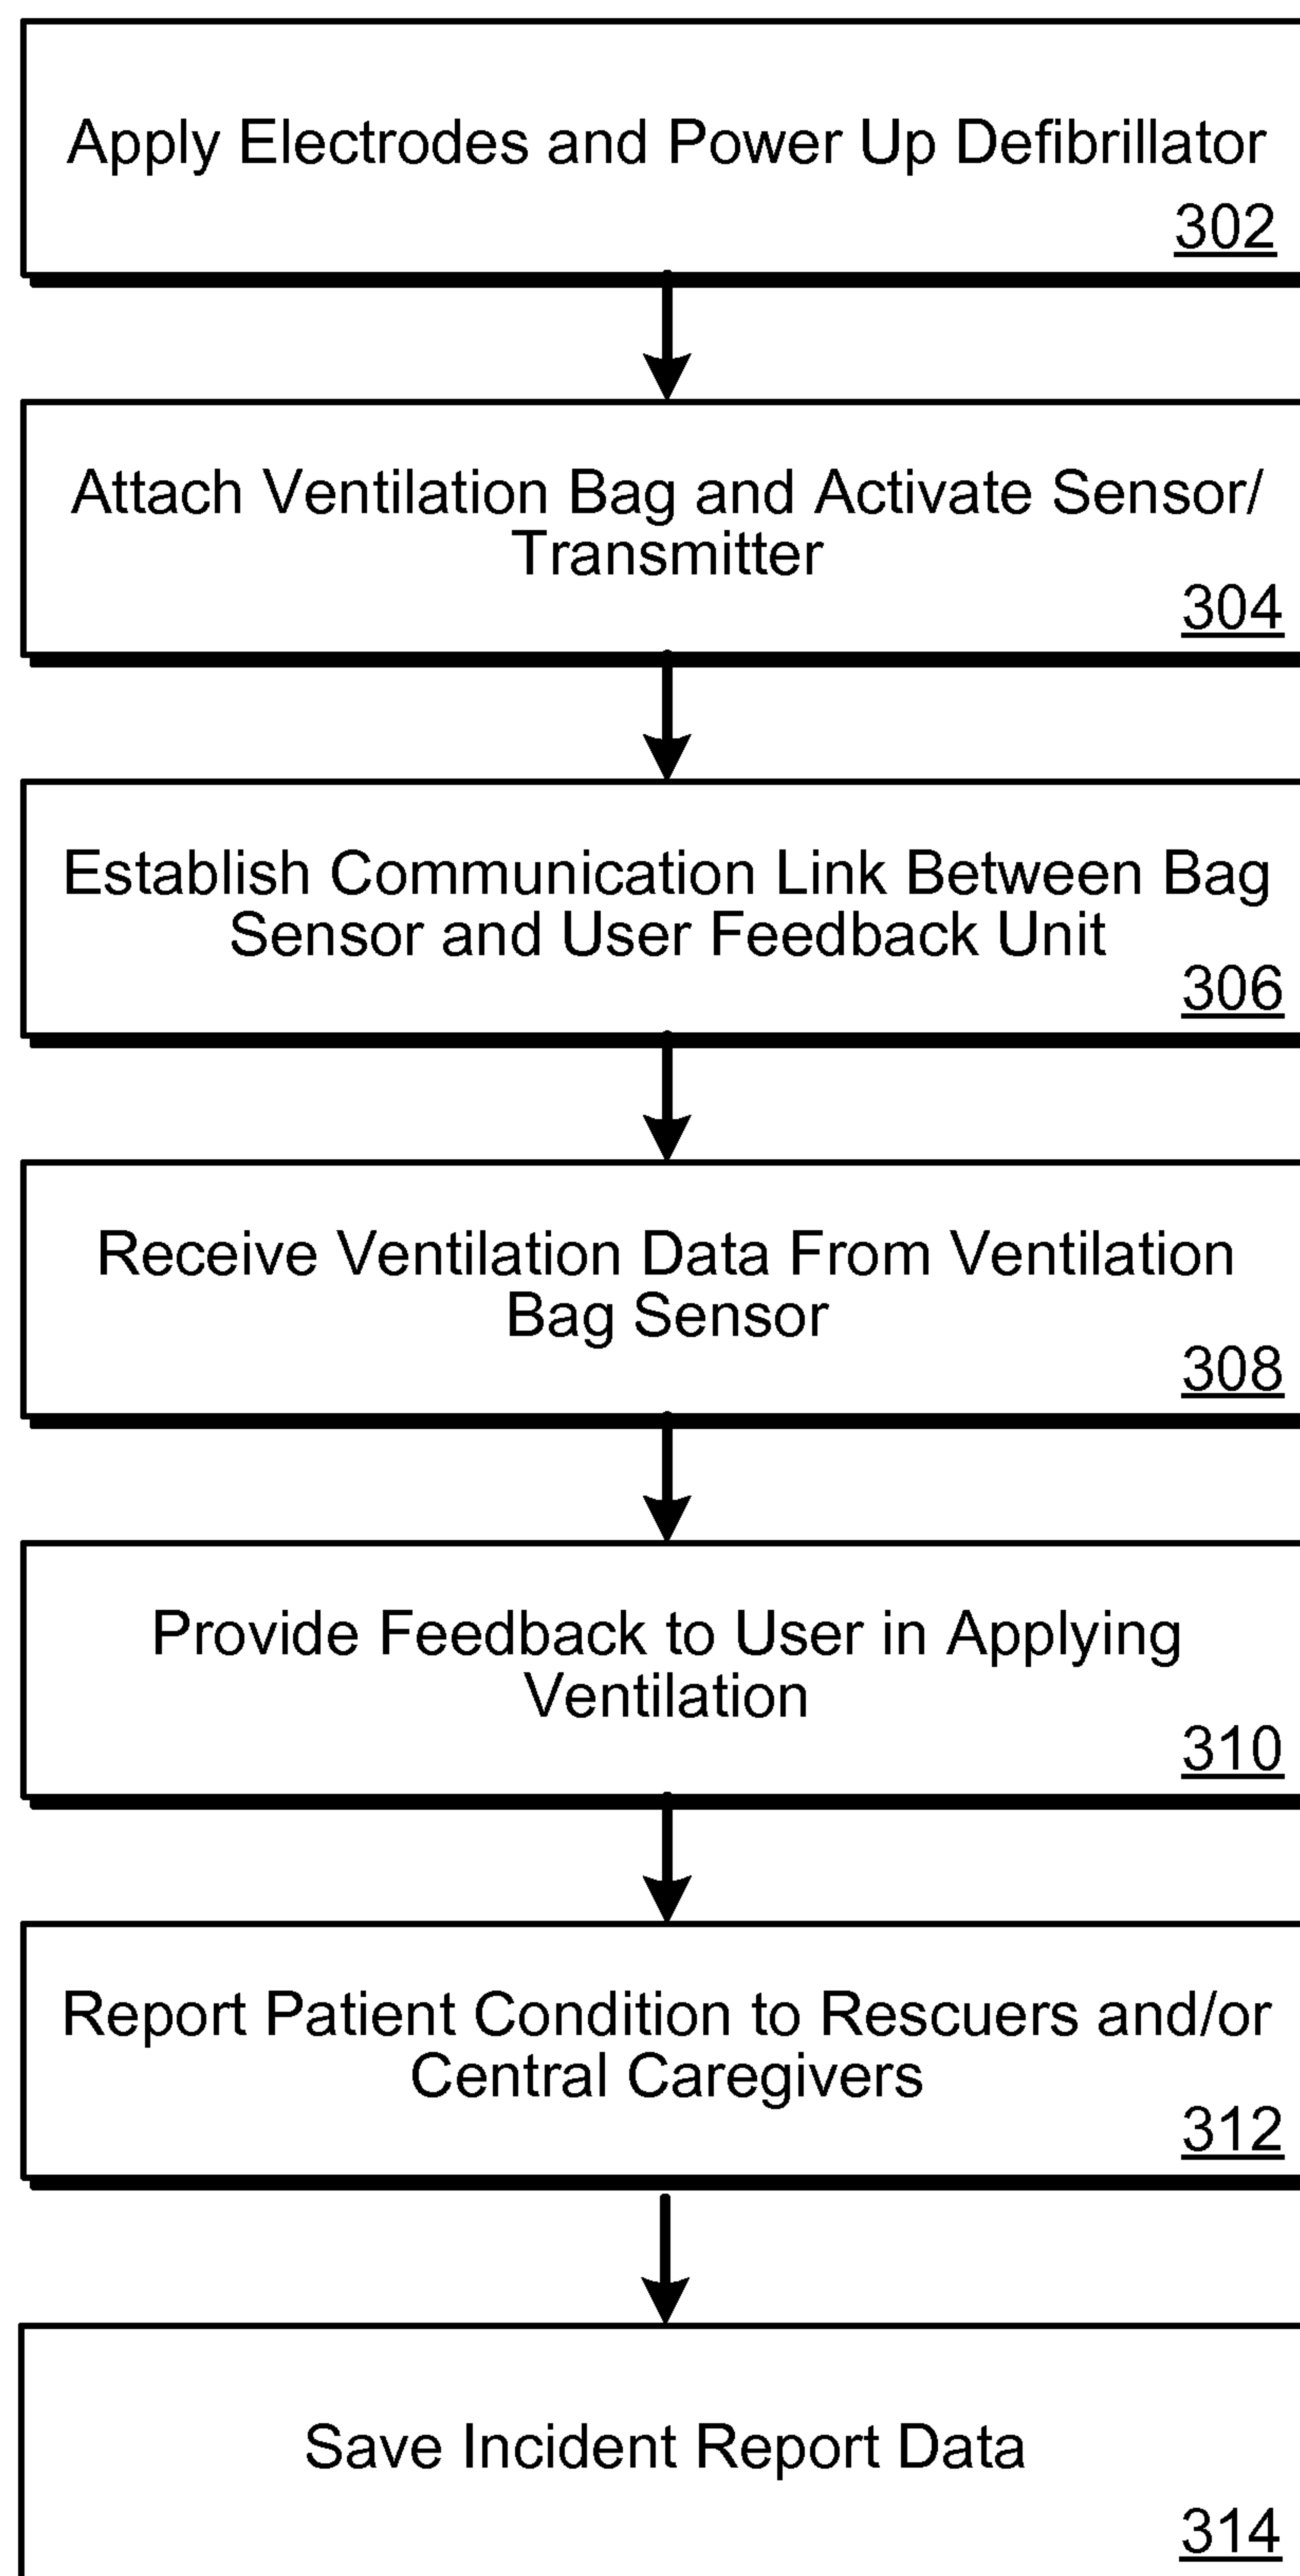 Apply Electrodes and Power Up Defibrillator
302
Attach Ventilation Bag and Activate Sensor/
Transmitter
304
Establish Communication Link Between Bag
Sensor and User Feedback Unit
306
Receive Ventilation Data From Ventilation
Bag Sensor
308
Provide Feedback to User in Applying
Ventilation
310
Report Patient Condition to Rescuers and/or
Central Caregivers
312
Save Incident Report Data
314